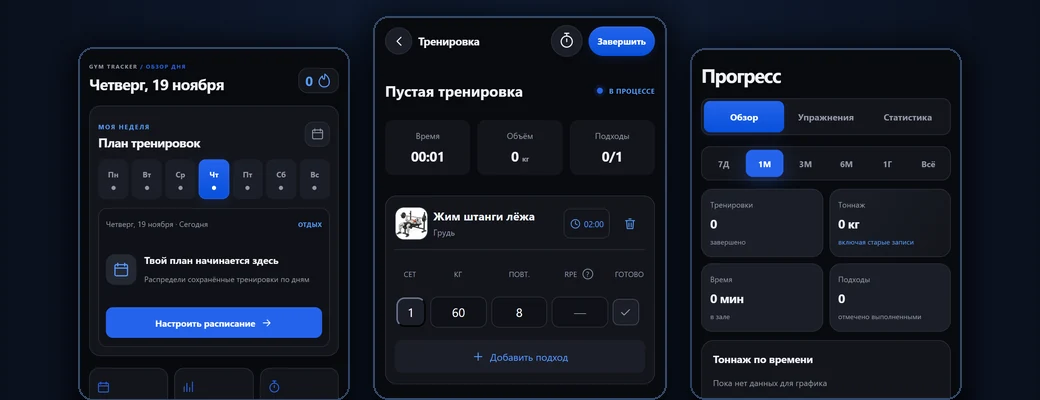 GYM TRACKER / ОБЗОР ДНЯ
Четверг, 19 ноября
0
МОЯ НЕДЕЛЯ
План тренировок
Пн Вт Ср Чт Пт Сб Вс
Четверг, 19 ноября · Сегодня ОТДЫХ
Твой план начинается здесь
Распредели сохранённые тренировки по дням
Настроить расписание →
Тренировка Завершить
Пустая тренировка В ПРОЦЕССЕ
Время Объём Подходы
00:01 0 кг 0/1
Жим штанги лёжа
Грудь
02:00
СЕТ КГ ПОВТ. RPE ? ГОТОВО
1 60 8 —
+ Добавить подход
Прогресс
Обзор Упражнения Статистика
7Д 1М 3М 6М 1Г Всё
Тренировки
0
завершено
Тоннаж
0 кг
включая старые записи
Время
0 мин
в зале
Подходы
0
отмечено выполненными
Тоннаж по времени
Пока нет данных для графика